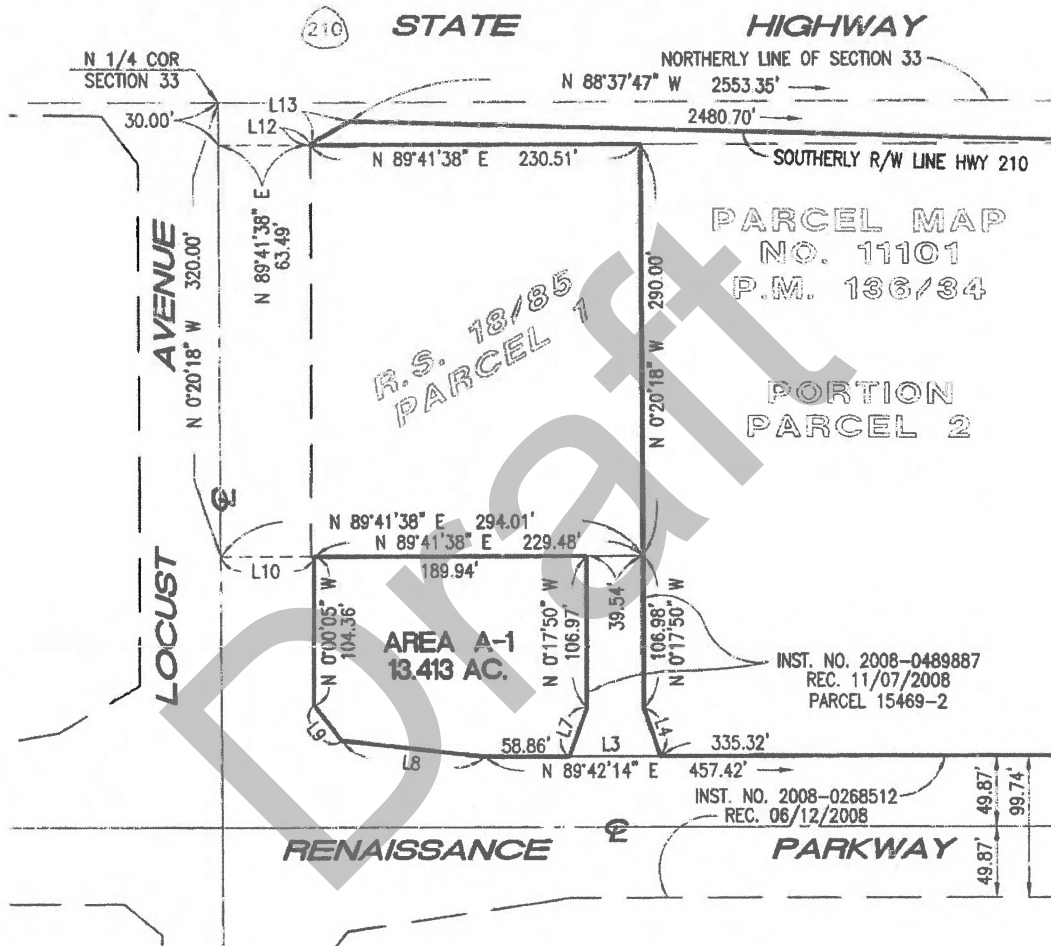 210
STATE HIGHWAY
N 1/4 COR
SECTION 33
NORTHERLY LINE OF SECTION 33
N 88°37'47" W 2553.35'
L13
30.00'
L12
2480.70'
N 89°41'38" E 230.51'
SOUTHERLY R/W LINE HWY 210
N 89°41'38" E
63.49'
AVENUE
N 0°20'18" W 320.00'
PARCEL MAP
NO. 11101
P.M. 136/34
290.00'
N 0°20'18" W
R.S. 18/85
PARCEL 1
PORTION
PARCEL 2
CL
N 89°41'38" E 294.01'
N 89°41'38" E 229.48'
L10
189.94'
LOCUST
N 0°00'05" W
104.36'
AREA A-1
13.413 AC.
N 0°17'50" W
106.97'
39.54'
106.98'
N 0°17'50" W
INST. NO. 2008-0489887
REC. 11/07/2008
PARCEL 15469-2
L9
L8
58.86'
L7
L3
L4
335.32'
N 89°42'14" E 457.42'
INST. NO. 2008-0268512
REC. 06/12/2008
49.87'
99.74'
CL
RENAISSANCE PARKWAY
49.87'
Draft